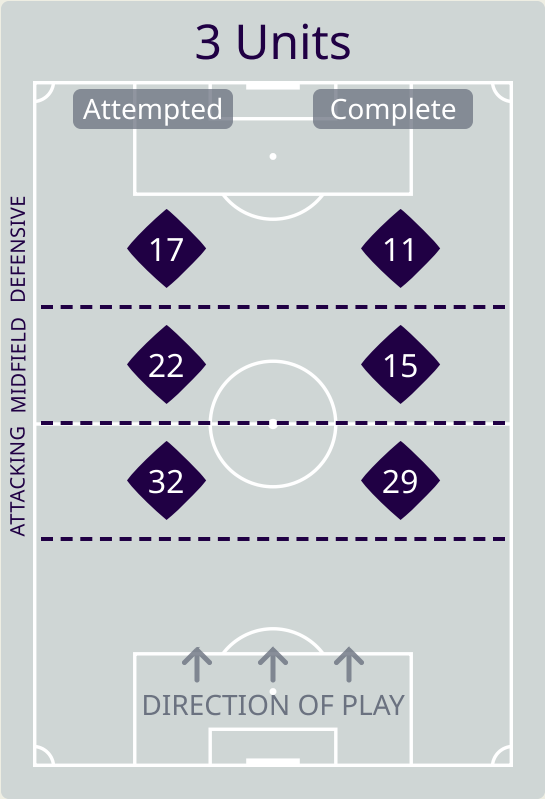 3 Units
Attempted Complete
DEFENSIVE
17 11
MIDFIELD
22 15
ATTACKING
32 29
DIRECTION OF PLAY